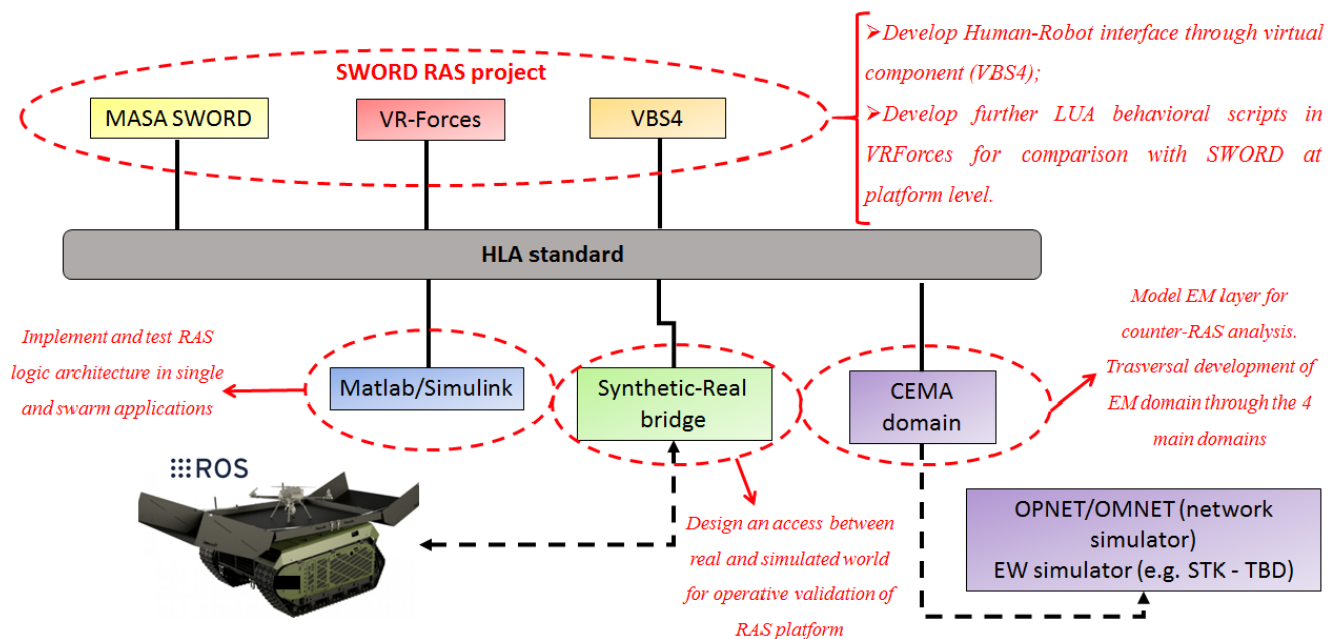 SWORD RAS project
MASA SWORD
VR-Forces
VBS4
➢Develop Human-Robot interface through virtual
component (VBS4);
➢Develop further LUA behavioral scripts in
VRForces for comparison with SWORD at
platform level.
HLA standard
Implement and test RAS
logic architecture in single
and swarm applications
Matlab/Simulink
Synthetic-Real
bridge
CEMA
domain
Model EM layer for
counter-RAS analysis.
Trasversal development of
EM domain through the 4
main domains
ROS
Design an access between
real and simulated world
for operative validation of
RAS platform
OPNET/OMNET (network
simulator)
EW simulator (e.g. STK - TBD)